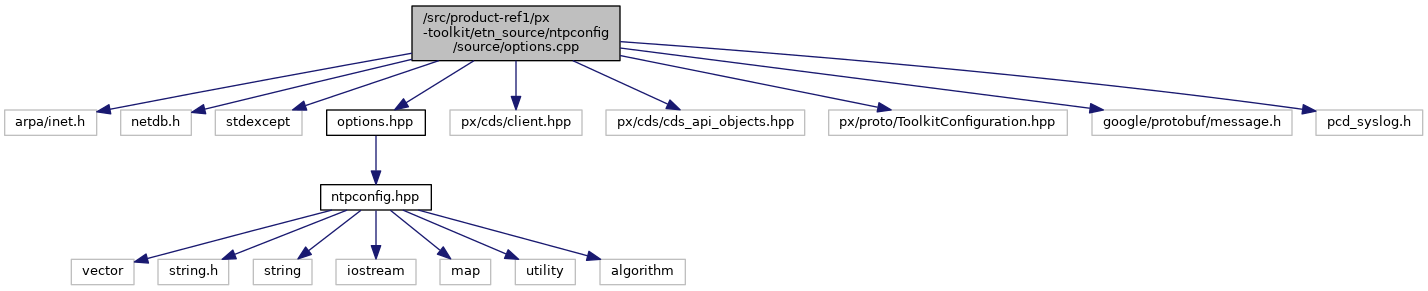 /src/product-ref1/px
-toolkit/etn_source/ntpconfig
/source/options.cpp
arpa/inet.h
netdb.h
stdexcept
options.hpp
px/cds/client.hpp
px/cds/cds_api_objects.hpp
px/proto/ToolkitConfiguration.hpp
google/protobuf/message.h
pcd_syslog.h
ntpconfig.hpp
vector
string.h
string
iostream
map
utility
algorithm